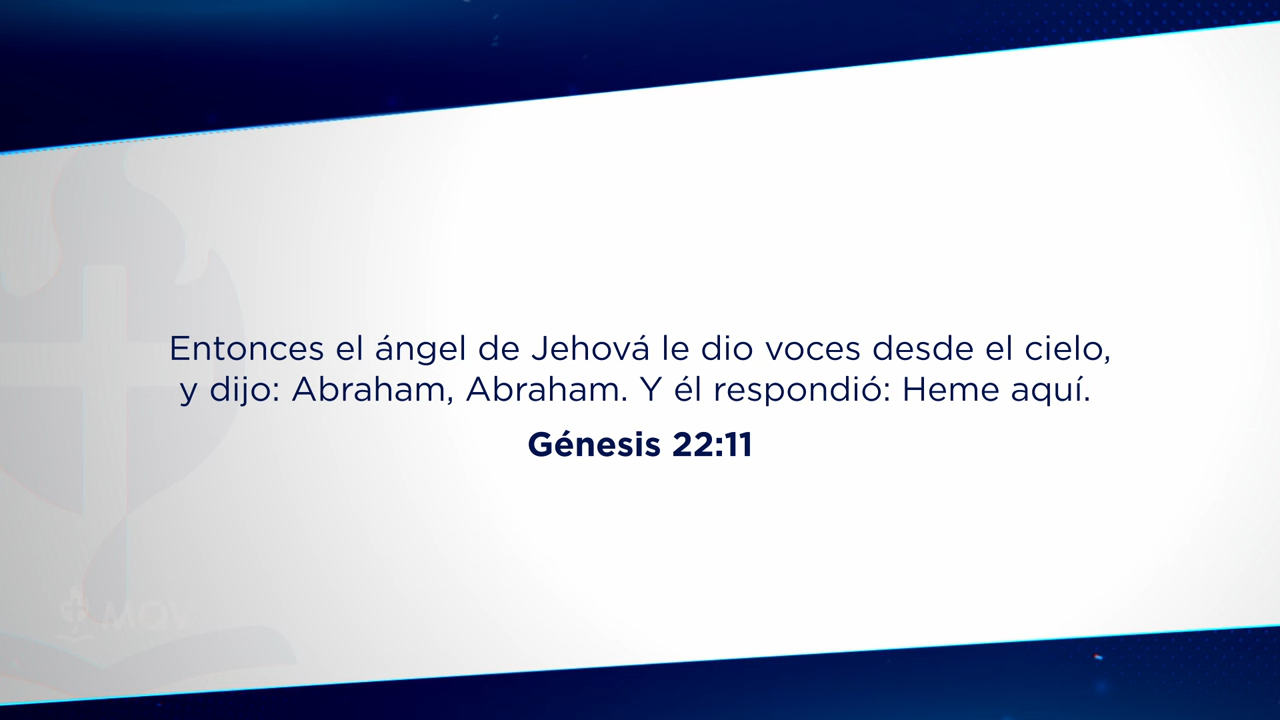 Entonces el ángel de Jehová le dio voces desde el cielo,
y dijo: Abraham, Abraham. Y él respondió: Heme aquí.
Génesis 22:11